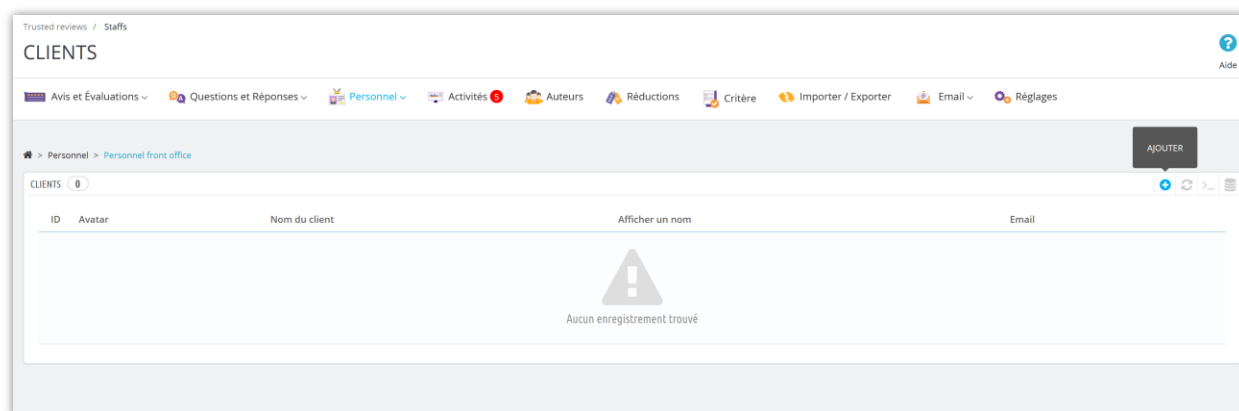 Trusted reviews / Staffs
CLIENTS
Aide
Avis et Évaluations Questions et Réponses Personnel Activités 5 Auteurs Réductions Critère Importer / Exporter Email Réglages
> Personnel > Personnel front office
AJOUTER
CLIENTS 0
ID Avatar Nom du client Afficher un nom Email
Aucun enregistrement trouvé